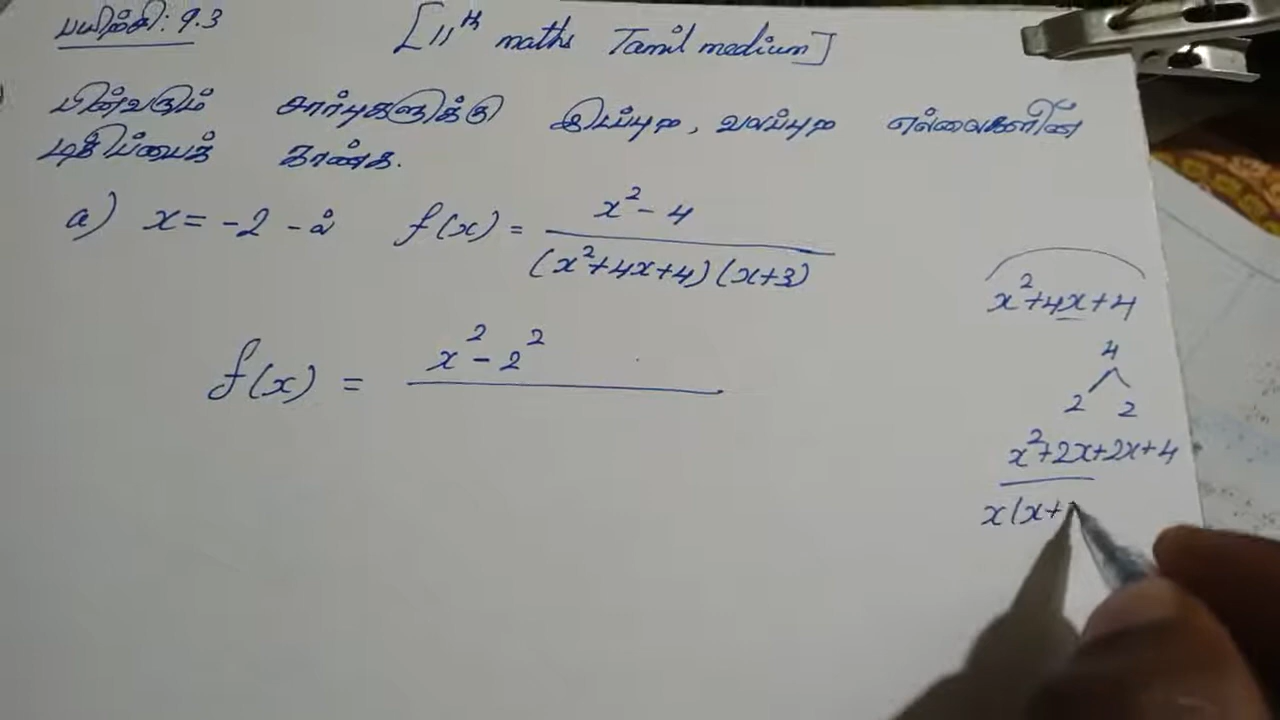 பயிற்சி: 9.3
[11th maths Tamil medium]
பின்வரும் சார்புகளுக்கு இடப்புற, வலப்புற எல்லைகளின்
மதிப்பைக் காண்க.
a) x = -2 -ல் f(x) = x² - 4 / (x²+4x+4)(x+3)
f(x) = x² - 2²
x²+4x+4
4
2 2
x²+2x+2x+4
x(x+